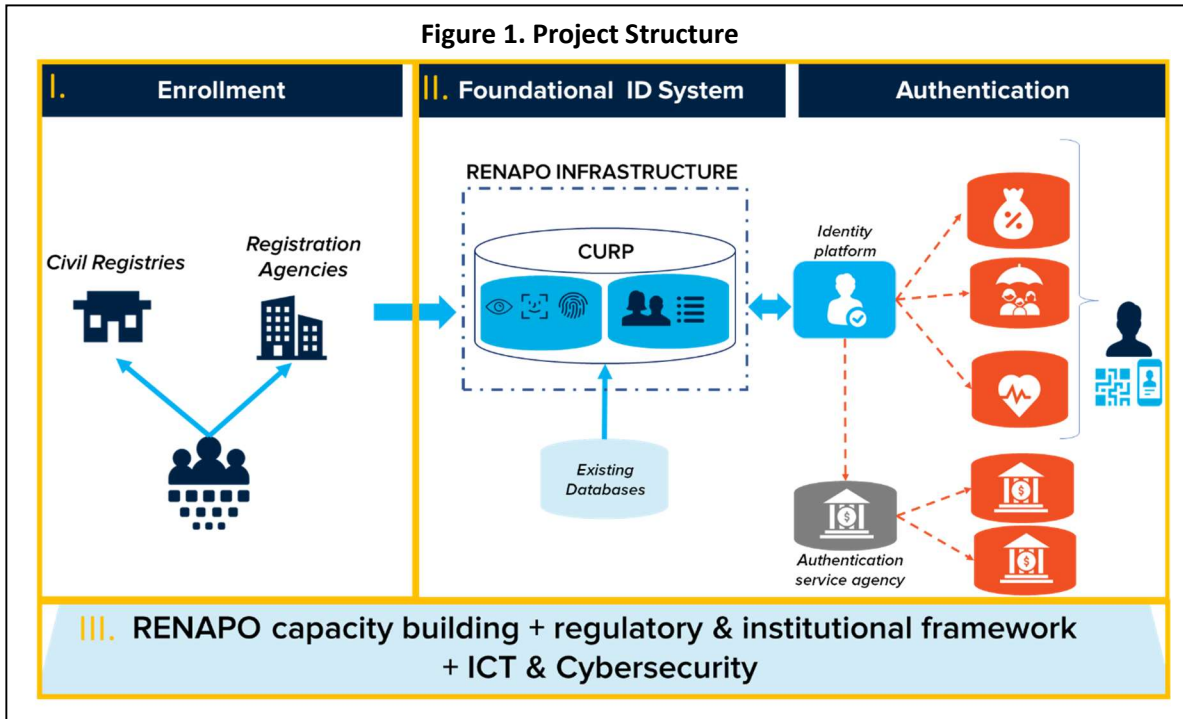 Figure 1. Project Structure
I. Enrollment
II. Foundational ID System
Authentication
RENAPO INFRASTRUCTURE
Civil Registries
Registration
Agencies
CURP
Identity
platform
Existing
Databases
Authentication
service agency
III. RENAPO capacity building + regulatory & institutional framework
+ ICT & Cybersecurity